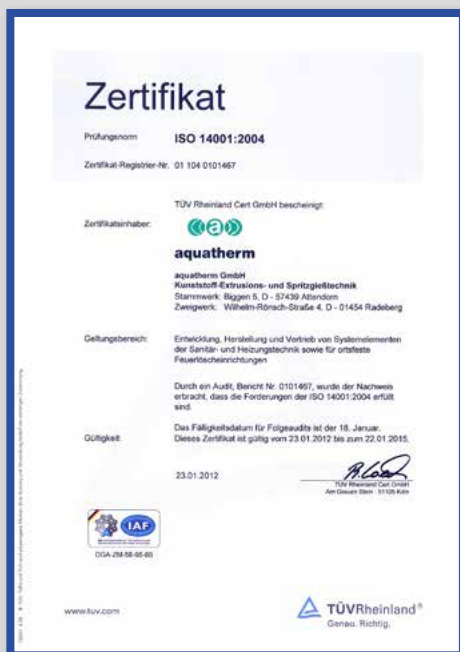 Zertifikat
Prüfungsnorm ISO 14001:2004
Zertifikat-Registrier-Nr. 01 104 0101467
TÜV Rheinland Cert GmbH bescheinigt:
Zertifikatsinhaber:
a
aquatherm
aquatherm GmbH
Kunststoff-Extrusions- und Spritzgießtechnik
Stammwerk: Biggen 5, D - 57439 Attendorn
Zweigwerk: Wilhelm-Rönsch-Straße 4, D - 01454 Radeberg
Geltungsbereich: Entwicklung, Herstellung und Vertrieb von Systemelementen
der Sanitär- und Heizungstechnik sowie für ortsfeste
Feuerlöscheinrichtungen
Durch ein Audit, Bericht Nr. 0101467, wurde der Nachweis
erbracht, dass die Forderungen der ISO 14001:2004 erfüllt
sind.
Das Fälligkeitsdatum für Folgeaudits ist der 18. Januar.
Gültigkeit: Dieses Zertifikat ist gültig vom 23.01.2012 bis zum 22.01.2015.
23.01.2012
TÜV Rheinland Cert GmbH
Am Grauen Stein · 51105 Köln
IAF
DGA-ZM-58-95-60
www.tuv.com
TÜVRheinland®
Genau. Richtig.